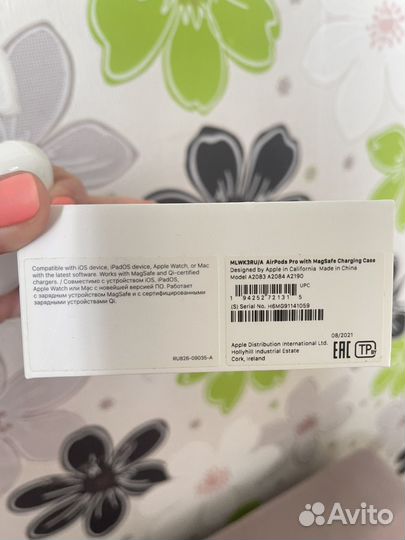 Compatible with iOS device, iPadOS device, Apple Watch, or Mac
with the latest software. Works with MagSafe and Qi-certified
chargers. / Совместимо с устройством iOS, iPadOS,
Apple Watch или Mac с новейшей версией ПО. Работает
с зарядным устройством MagSafe и с сертифицированными
зарядными устройствами Qi.
RU826-09035-A
MLWK3RU/A AirPods Pro with MagSafe Charging Case
Designed by Apple in California Made in China
Model A2083 A2084 A2190
UPC
1 94252 72131 5
(S) Serial No. H6MG91141059
08/2021
Apple Distribution International Ltd.
Hollyhill Industrial Estate
Cork, Ireland
EAC
TP
Avito